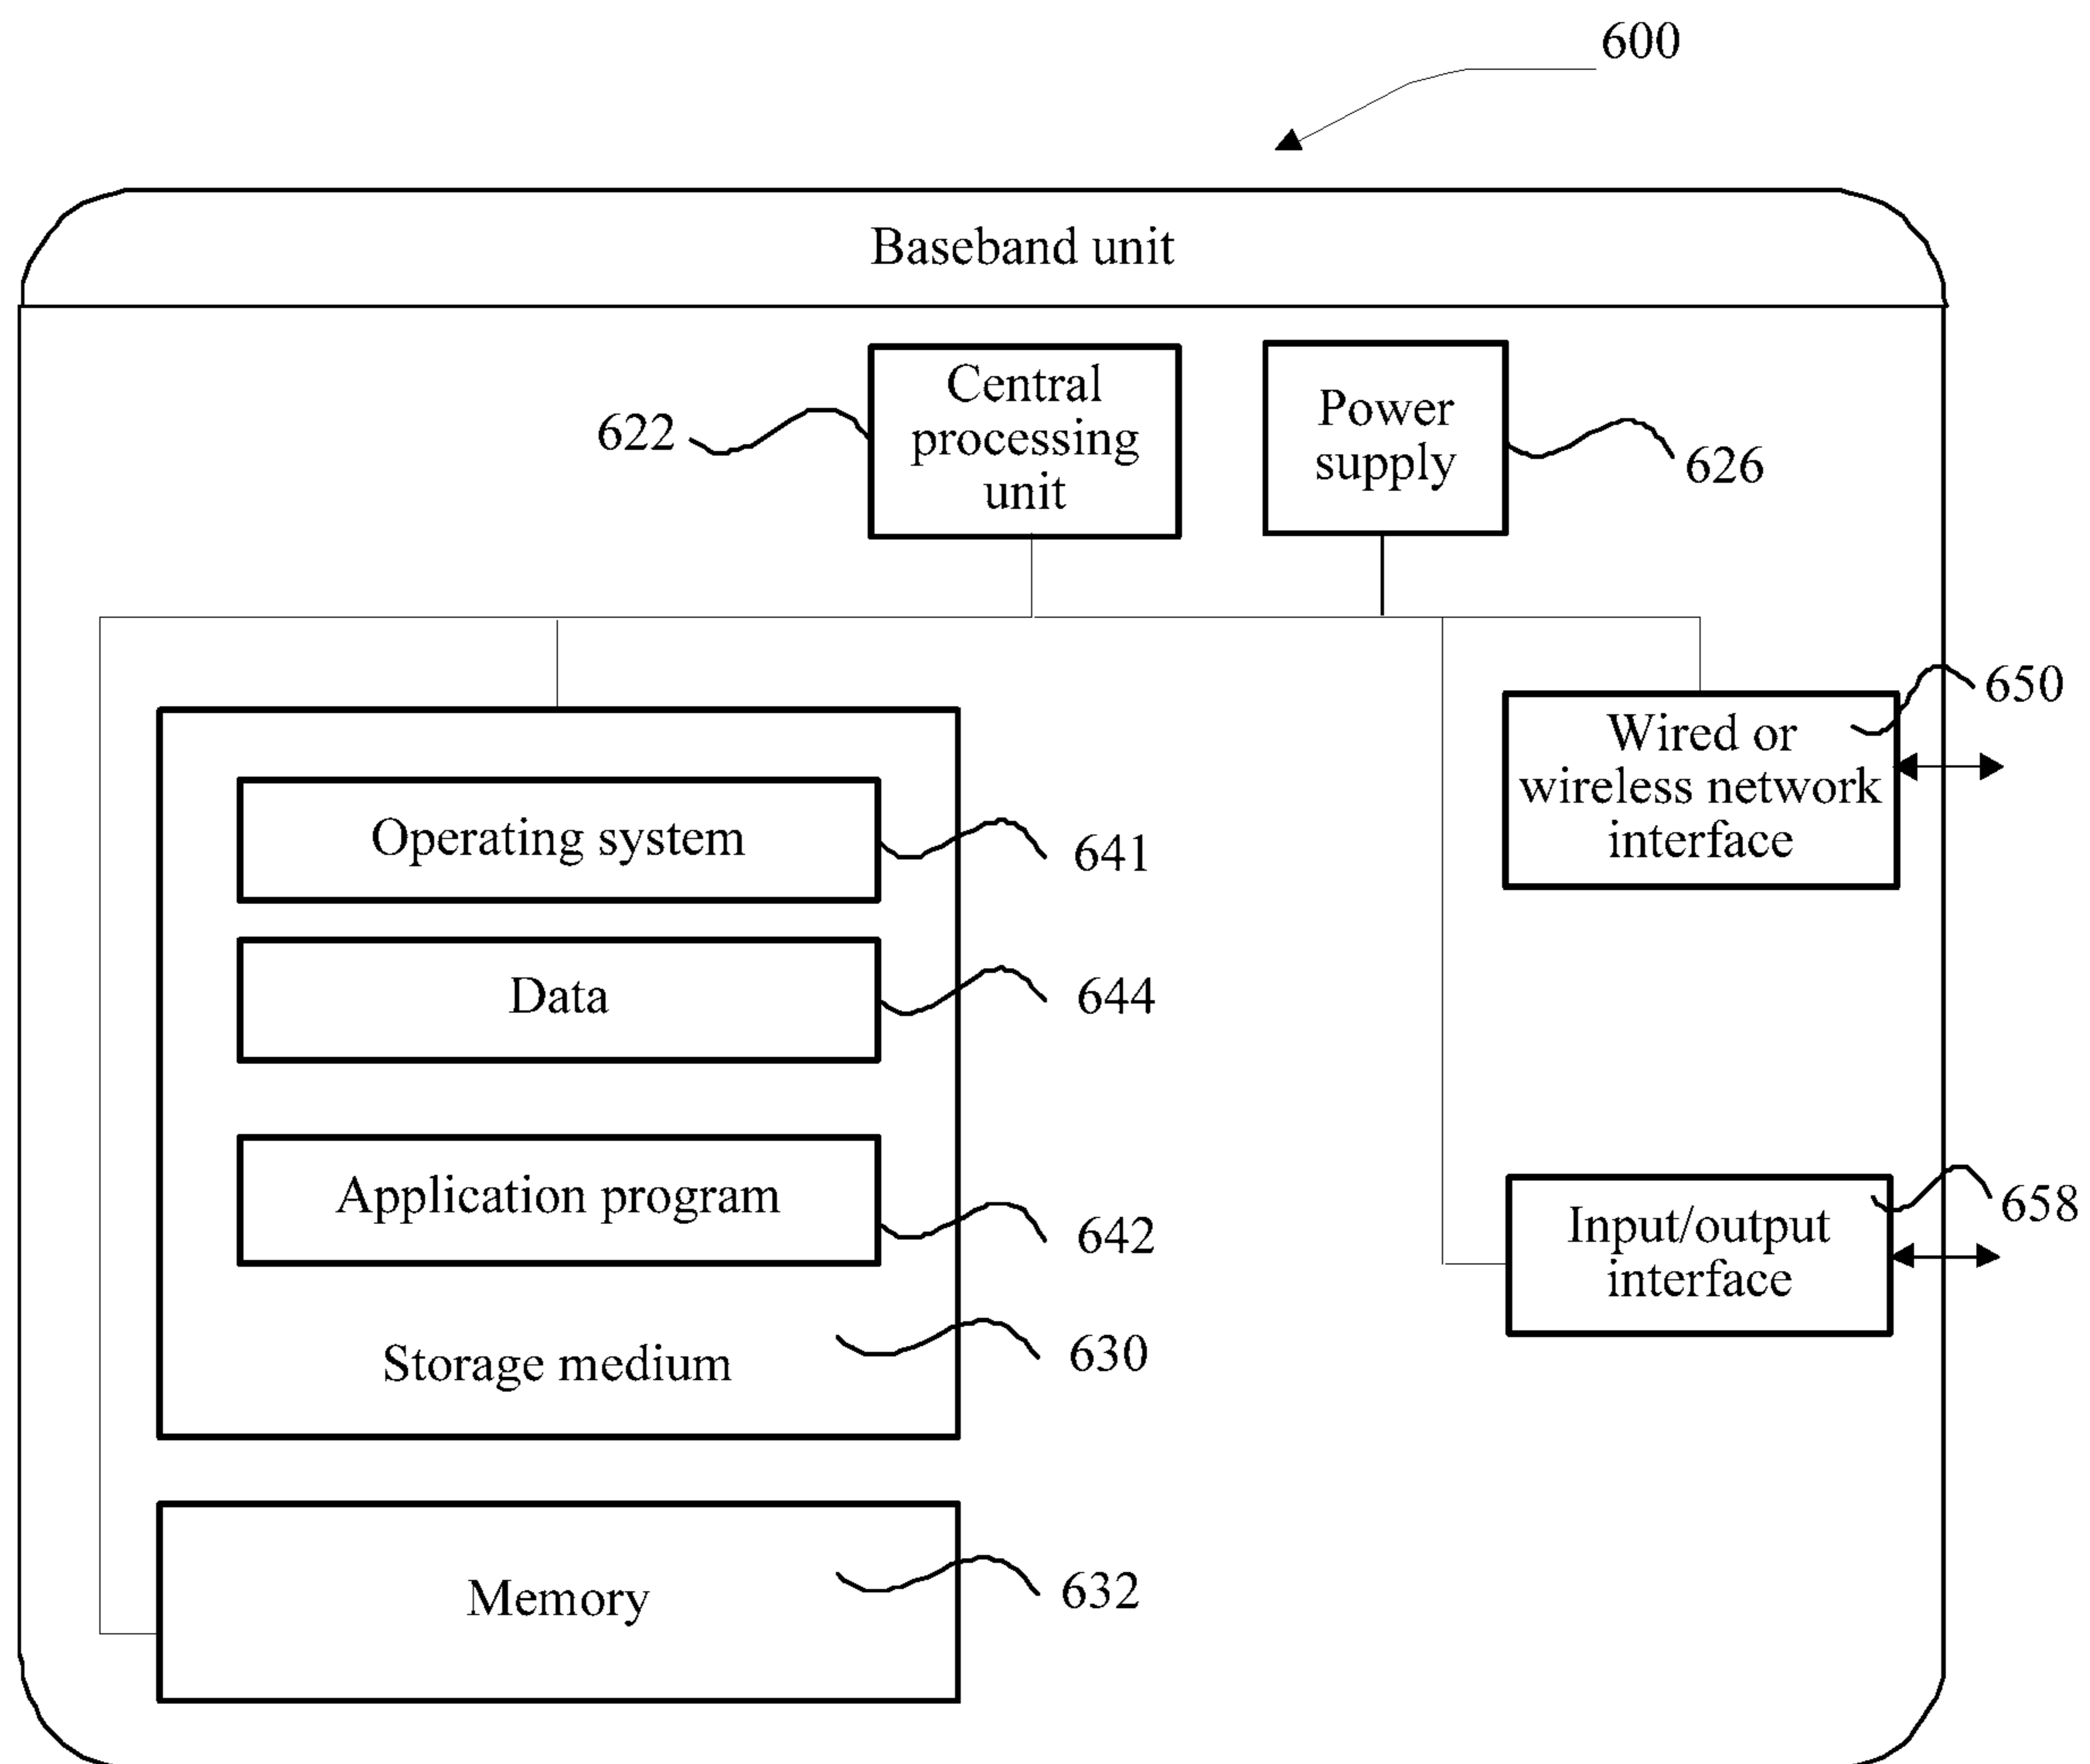 600
Baseband unit
622
Central
processing
unit
Power
supply
626
650
Wired or
wireless network
interface
Operating system
641
Data
644
Application program
642
658
Input/output
interface
Storage medium
630
Memory
632